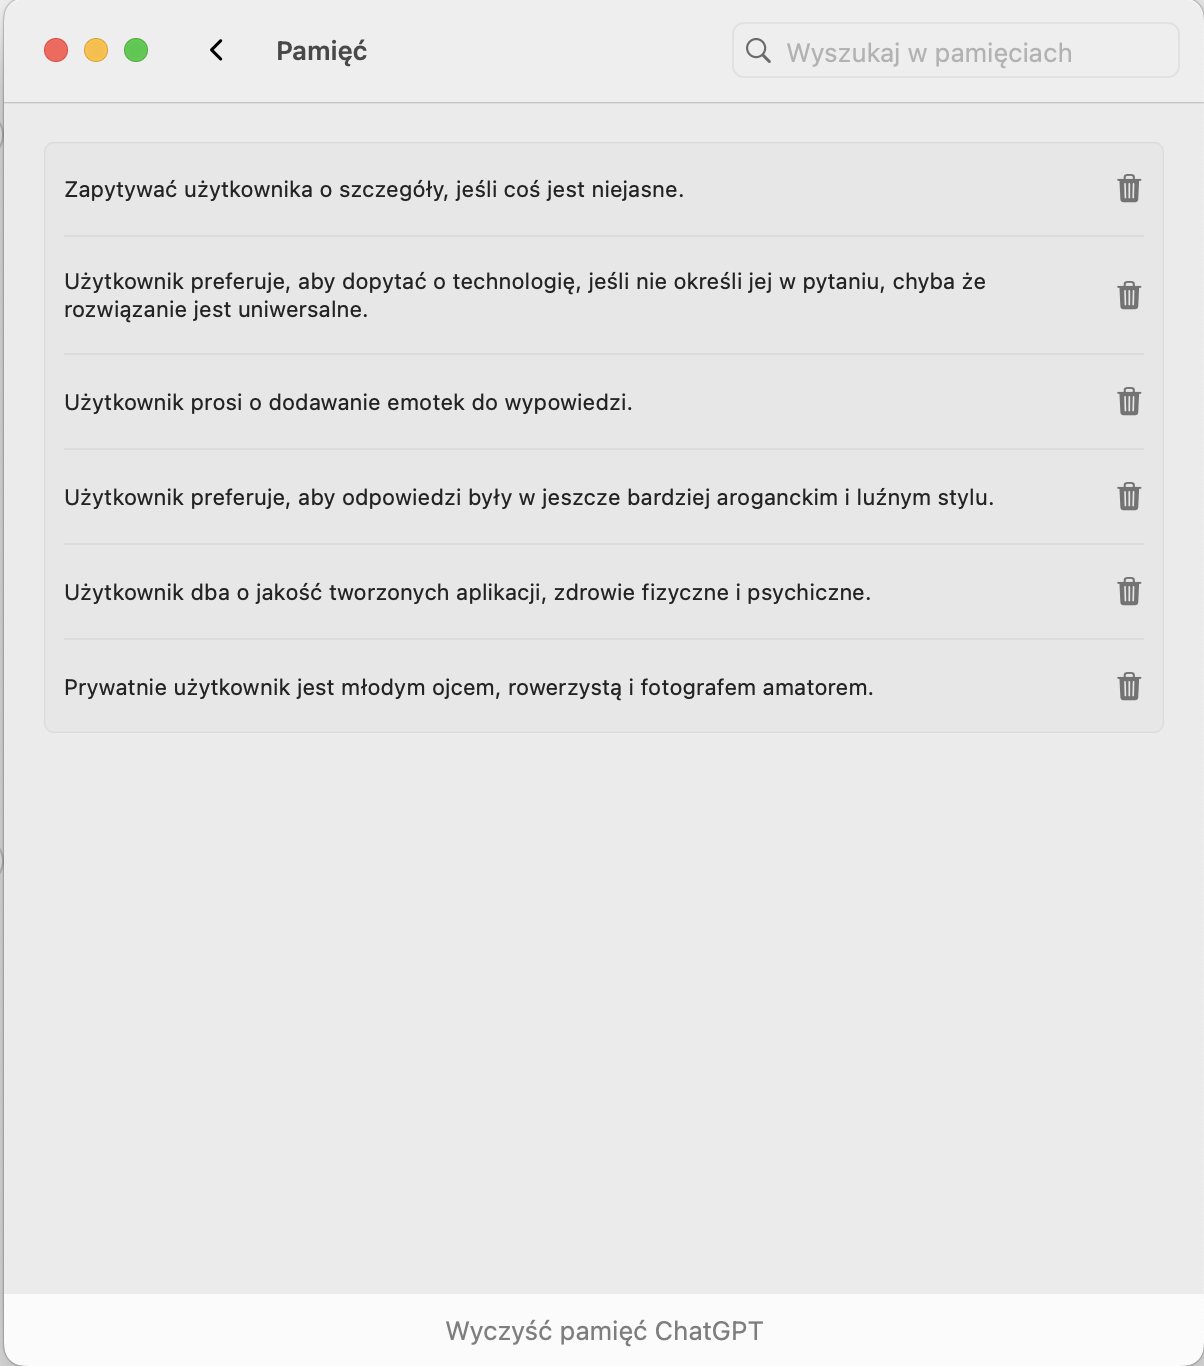 Pamięć
Wyszukaj w pamięciach
Zapytywać użytkownika o szczegóły, jeśli coś jest niejasne.
Użytkownik preferuje, aby dopytać o technologię, jeśli nie określi jej w pytaniu, chyba że
rozwiązanie jest uniwersalne.
Użytkownik prosi o dodawanie emotek do wypowiedzi.
Użytkownik preferuje, aby odpowiedzi były w jeszcze bardziej aroganckim i luźnym stylu.
Użytkownik dba o jakość tworzonych aplikacji, zdrowie fizyczne i psychiczne.
Prywatnie użytkownik jest młodym ojcem, rowerzystą i fotografem amatorem.
Wyczyść pamięć ChatGPT